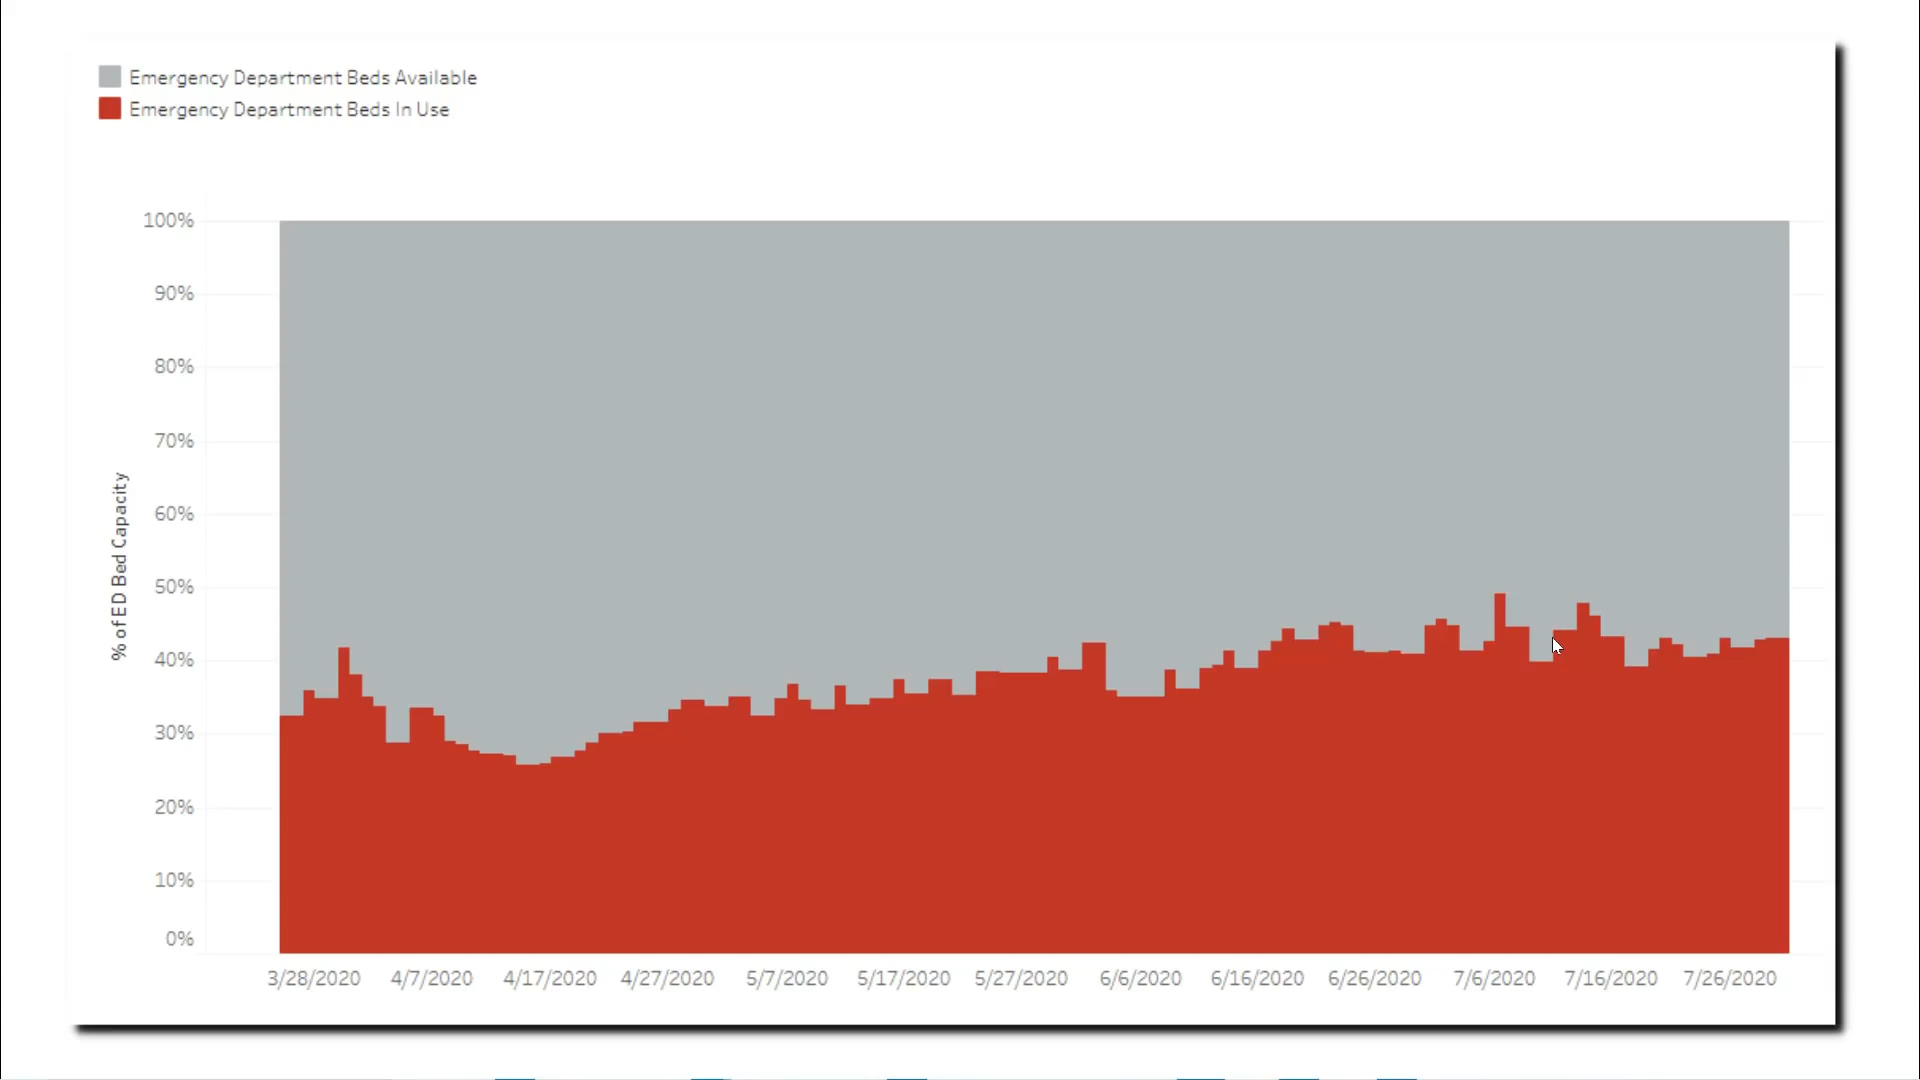 Emergency Department Beds Available
Emergency Department Beds In Use
100%
90%
80%
70%
60%
50%
40%
30%
20%
10%
0%
% of ED Bed Capacity
3/28/2020 4/7/2020 4/17/2020 4/27/2020 5/7/2020 5/17/2020 5/27/2020 6/6/2020 6/16/2020 6/26/2020 7/6/2020 7/16/2020 7/26/2020